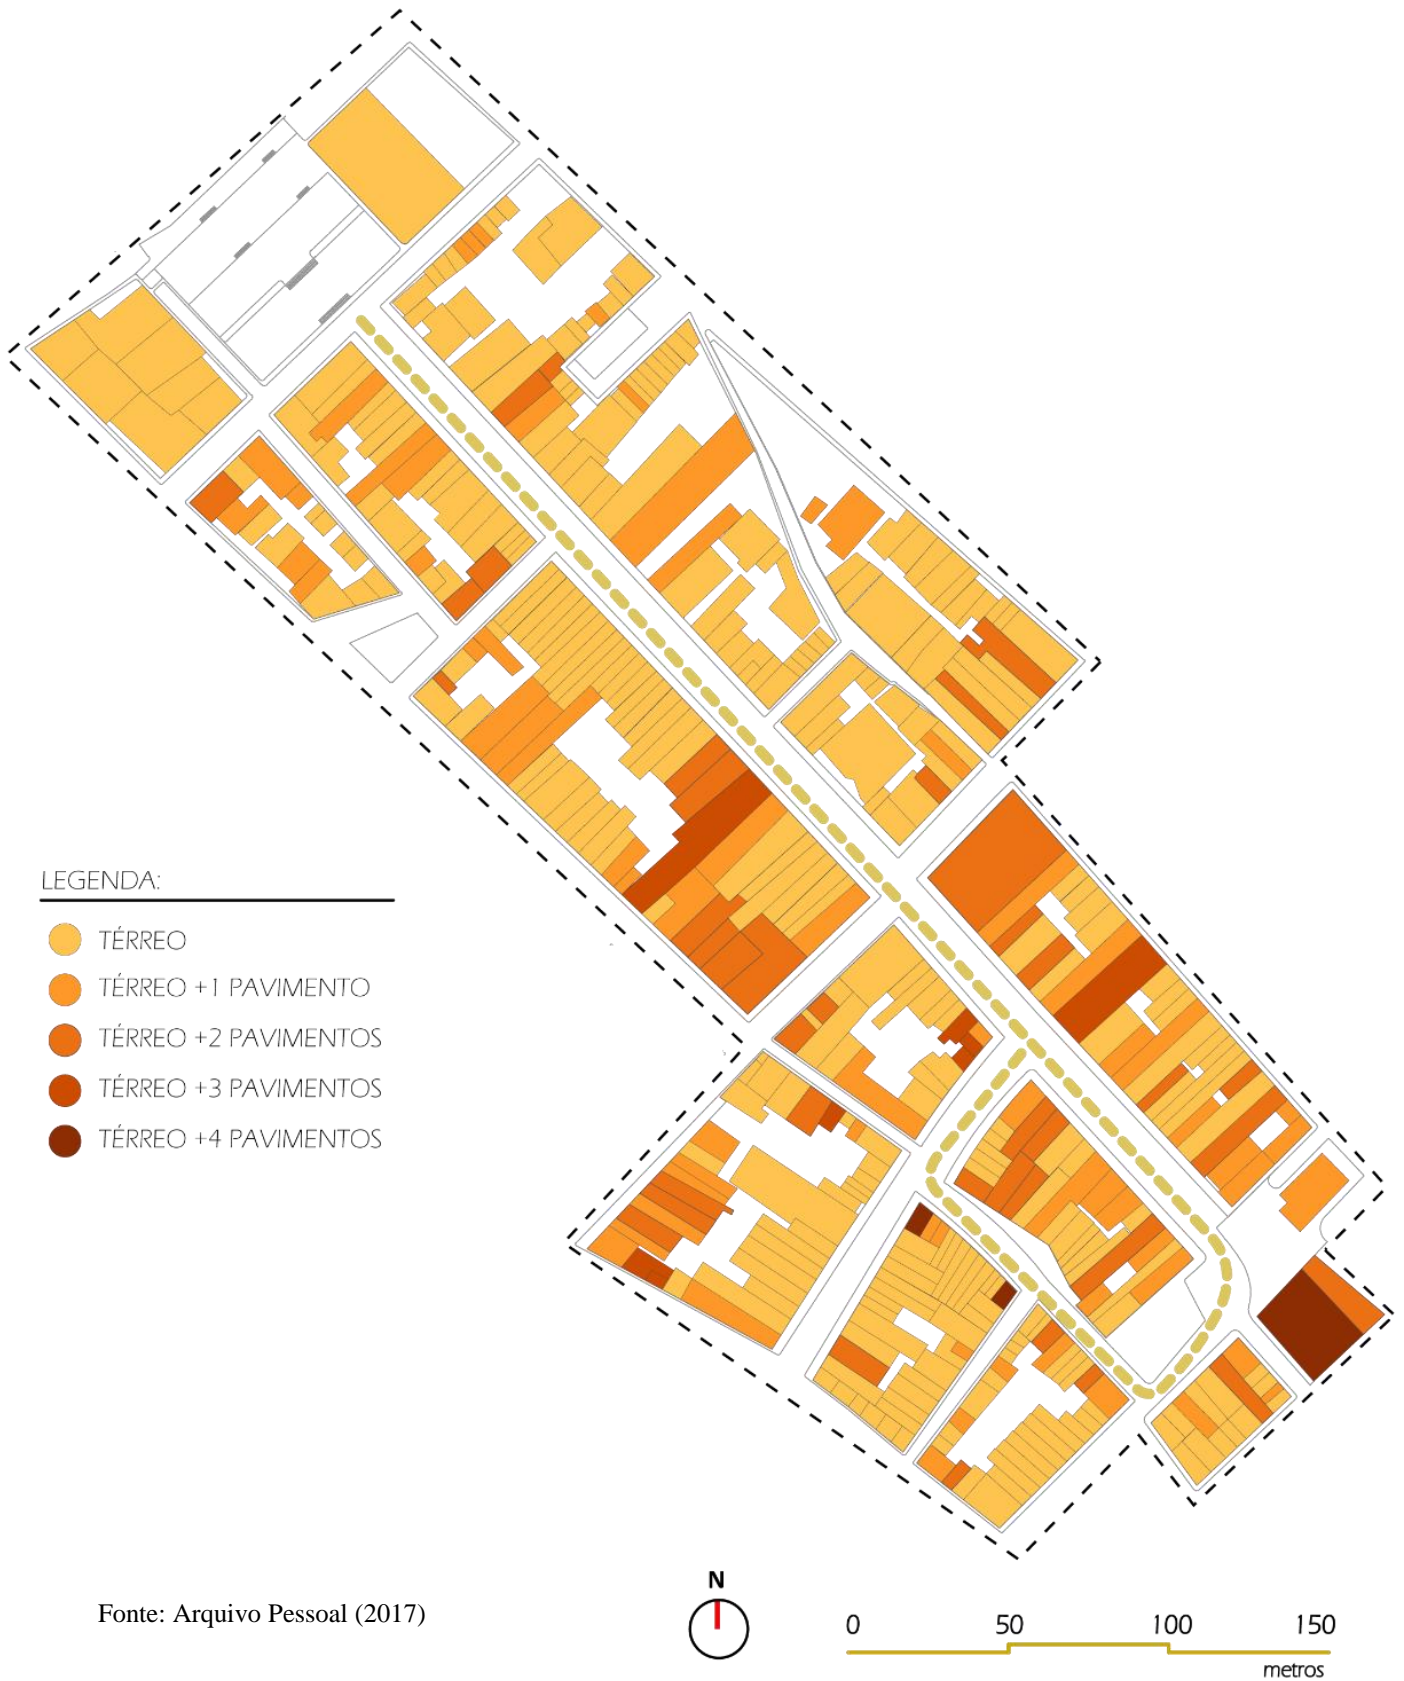 LEGENDA:
TÉRREO
TÉRREO +1 PAVIMENTO
TÉRREO +2 PAVIMENTOS
TÉRREO +3 PAVIMENTOS
TÉRREO +4 PAVIMENTOS
Fonte: Arquivo Pessoal (2017)
N
0 50 100 150
metros